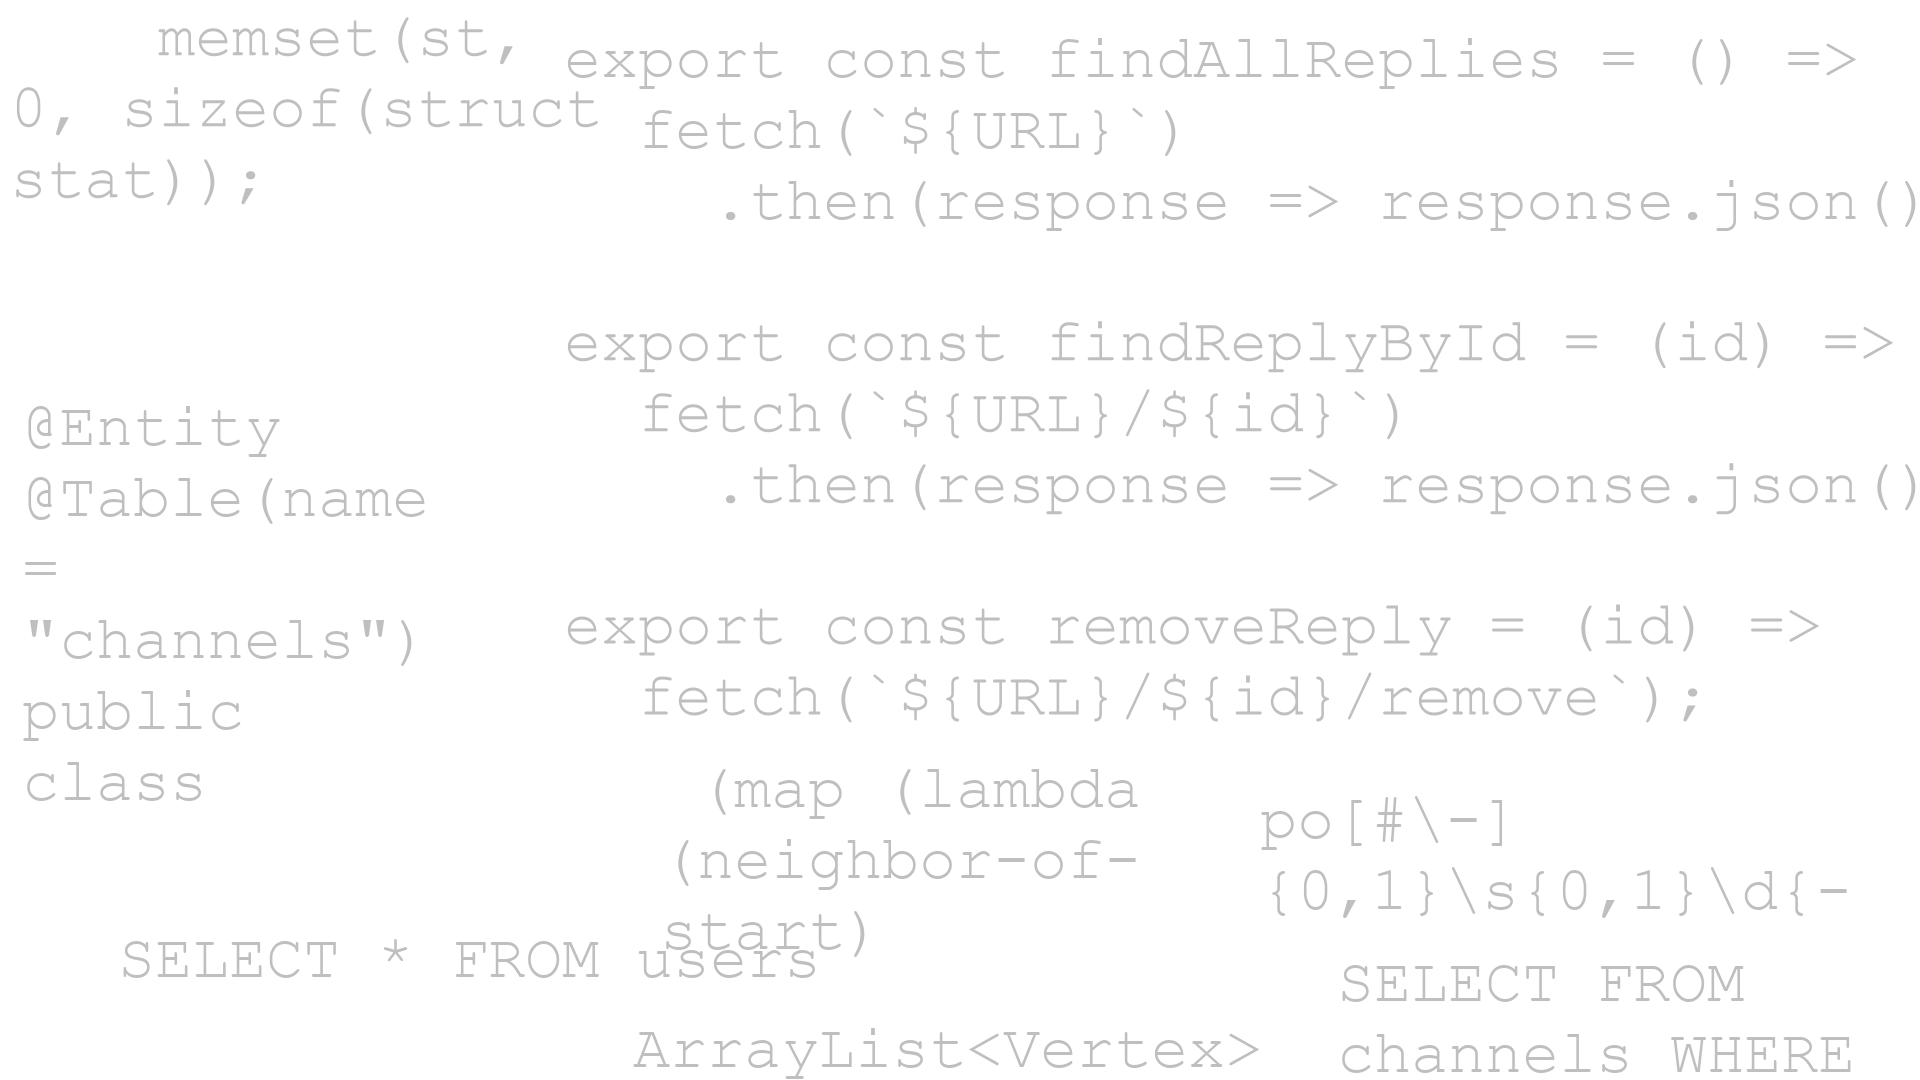 memset(st,
0, sizeof(struct
stat));
export const findAllReplies = () =>
fetch(`${URL}`)
.then(response => response.json()
export const findReplyById = (id) =>
fetch(`${URL}/${id}`)
.then(response => response.json()
export const removeReply = (id) =>
fetch(`${URL}/${id}/remove`);
@Entity
@Table(name
=
"channels")
public
class
(map (lambda
(neighbor-of-
start)
po[#\-]
{0,1}\s{0,1}\d{-
SELECT * FROM users
SELECT FROM
channels WHERE
ArrayList<Vertex>